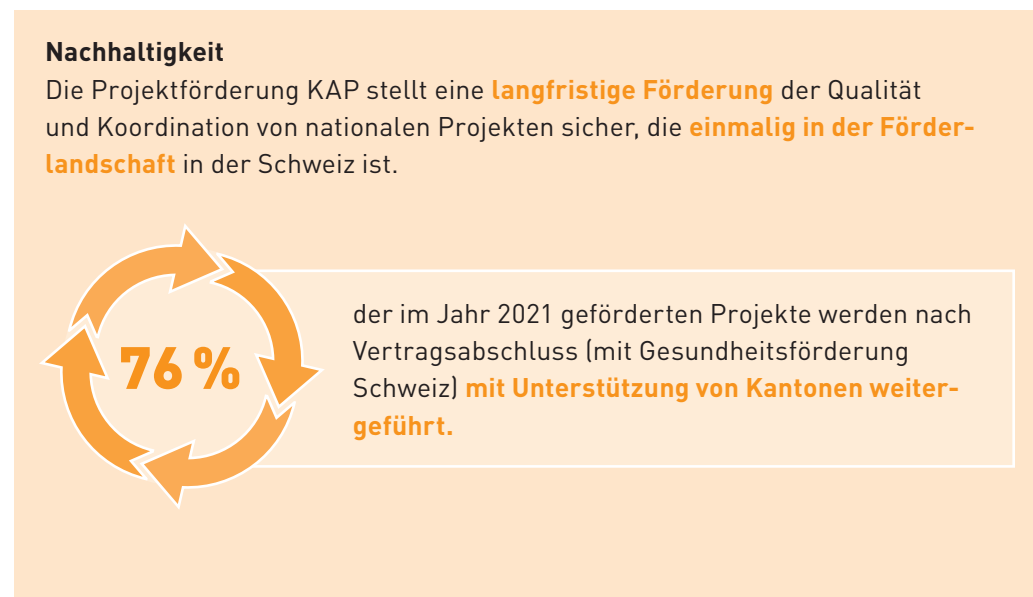 Nachhaltigkeit
Die Projektförderung KAP stellt eine langfristige Förderung der Qualität
und Koordination von nationalen Projekten sicher, die einmalig in der Förder-
landschaft in der Schweiz ist.
76 %
der im Jahr 2021 geförderten Projekte werden nach
Vertragsabschluss (mit Gesundheitsförderung
Schweiz) mit Unterstützung von Kantonen weiter-
geführt.